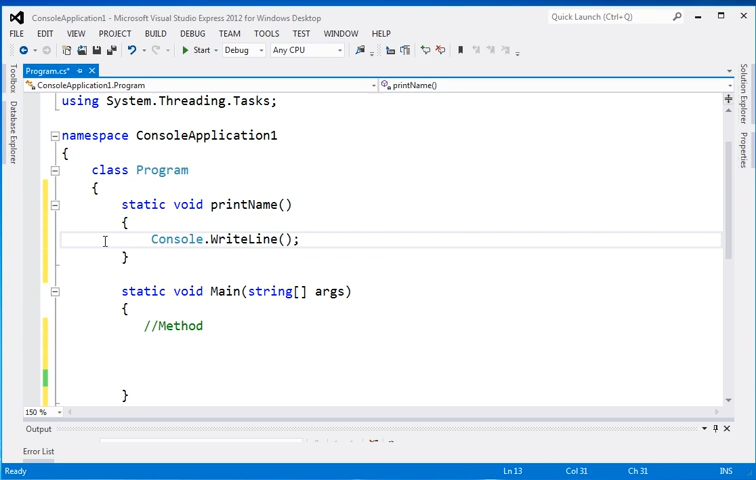 ConsoleApplication1 - Microsoft Visual Studio Express 2012 for Windows Desktop
Quick Launch (Ctrl+Q)
FILE EDIT VIEW PROJECT BUILD DEBUG TEAM TOOLS TEST WINDOW HELP
Start Debug Any CPU
Toolbox
Database Explorer
Program.cs*
ConsoleApplication1.Program
printName()
using System.Threading.Tasks;
namespace ConsoleApplication1
{
class Program
{
static void printName()
{
Console.WriteLine();
}
static void Main(string[] args)
{
//Method
}
150 %
Solution Explorer
Properties
Output
Error List
Ready Ln 13 Col 31 Ch 31 INS